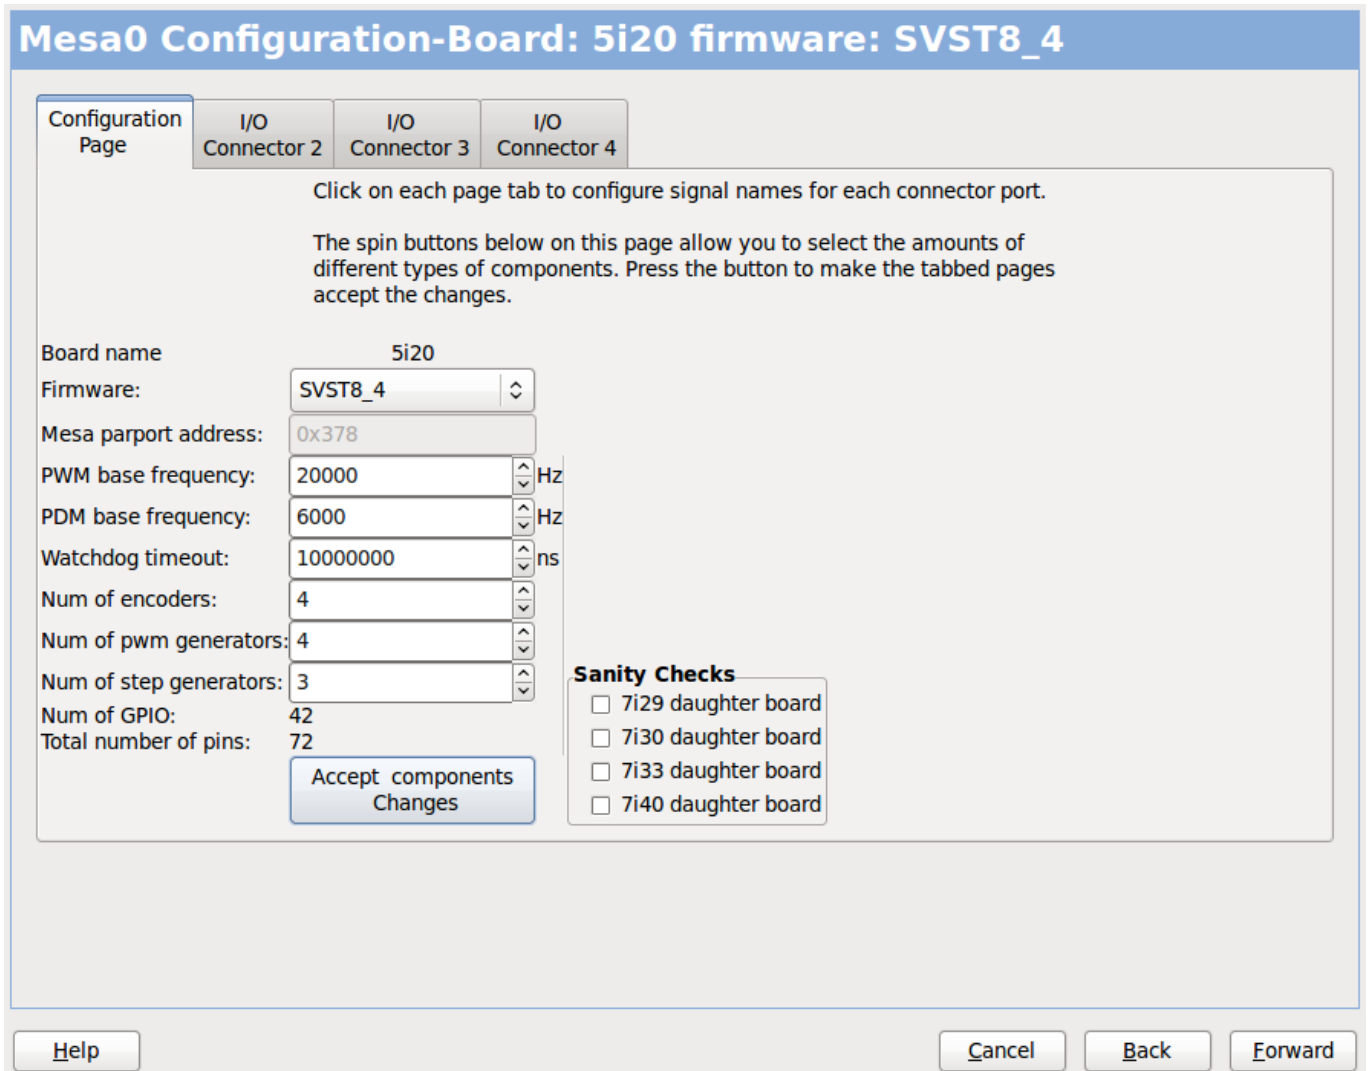 Mesa0 Configuration-Board: 5i20 firmware: SVST8_4
Configuration
Page
I/O
Connector 2
I/O
Connector 3
I/O
Connector 4
Click on each page tab to configure signal names for each connector port.
The spin buttons below on this page allow you to select the amounts of
different types of components. Press the button to make the tabbed pages
accept the changes.
Board name 5i20
Firmware: SVST8_4
Mesa parport address: 0x378
PWM base frequency: 20000 Hz
PDM base frequency: 6000 Hz
Watchdog timeout: 10000000 ns
Num of encoders: 4
Num of pwm generators: 4
Num of step generators: 3
Num of GPIO: 42
Total number of pins: 72
Accept components
Changes
Sanity Checks
7i29 daughter board
7i30 daughter board
7i33 daughter board
7i40 daughter board
Help
Cancel
Back
Forward